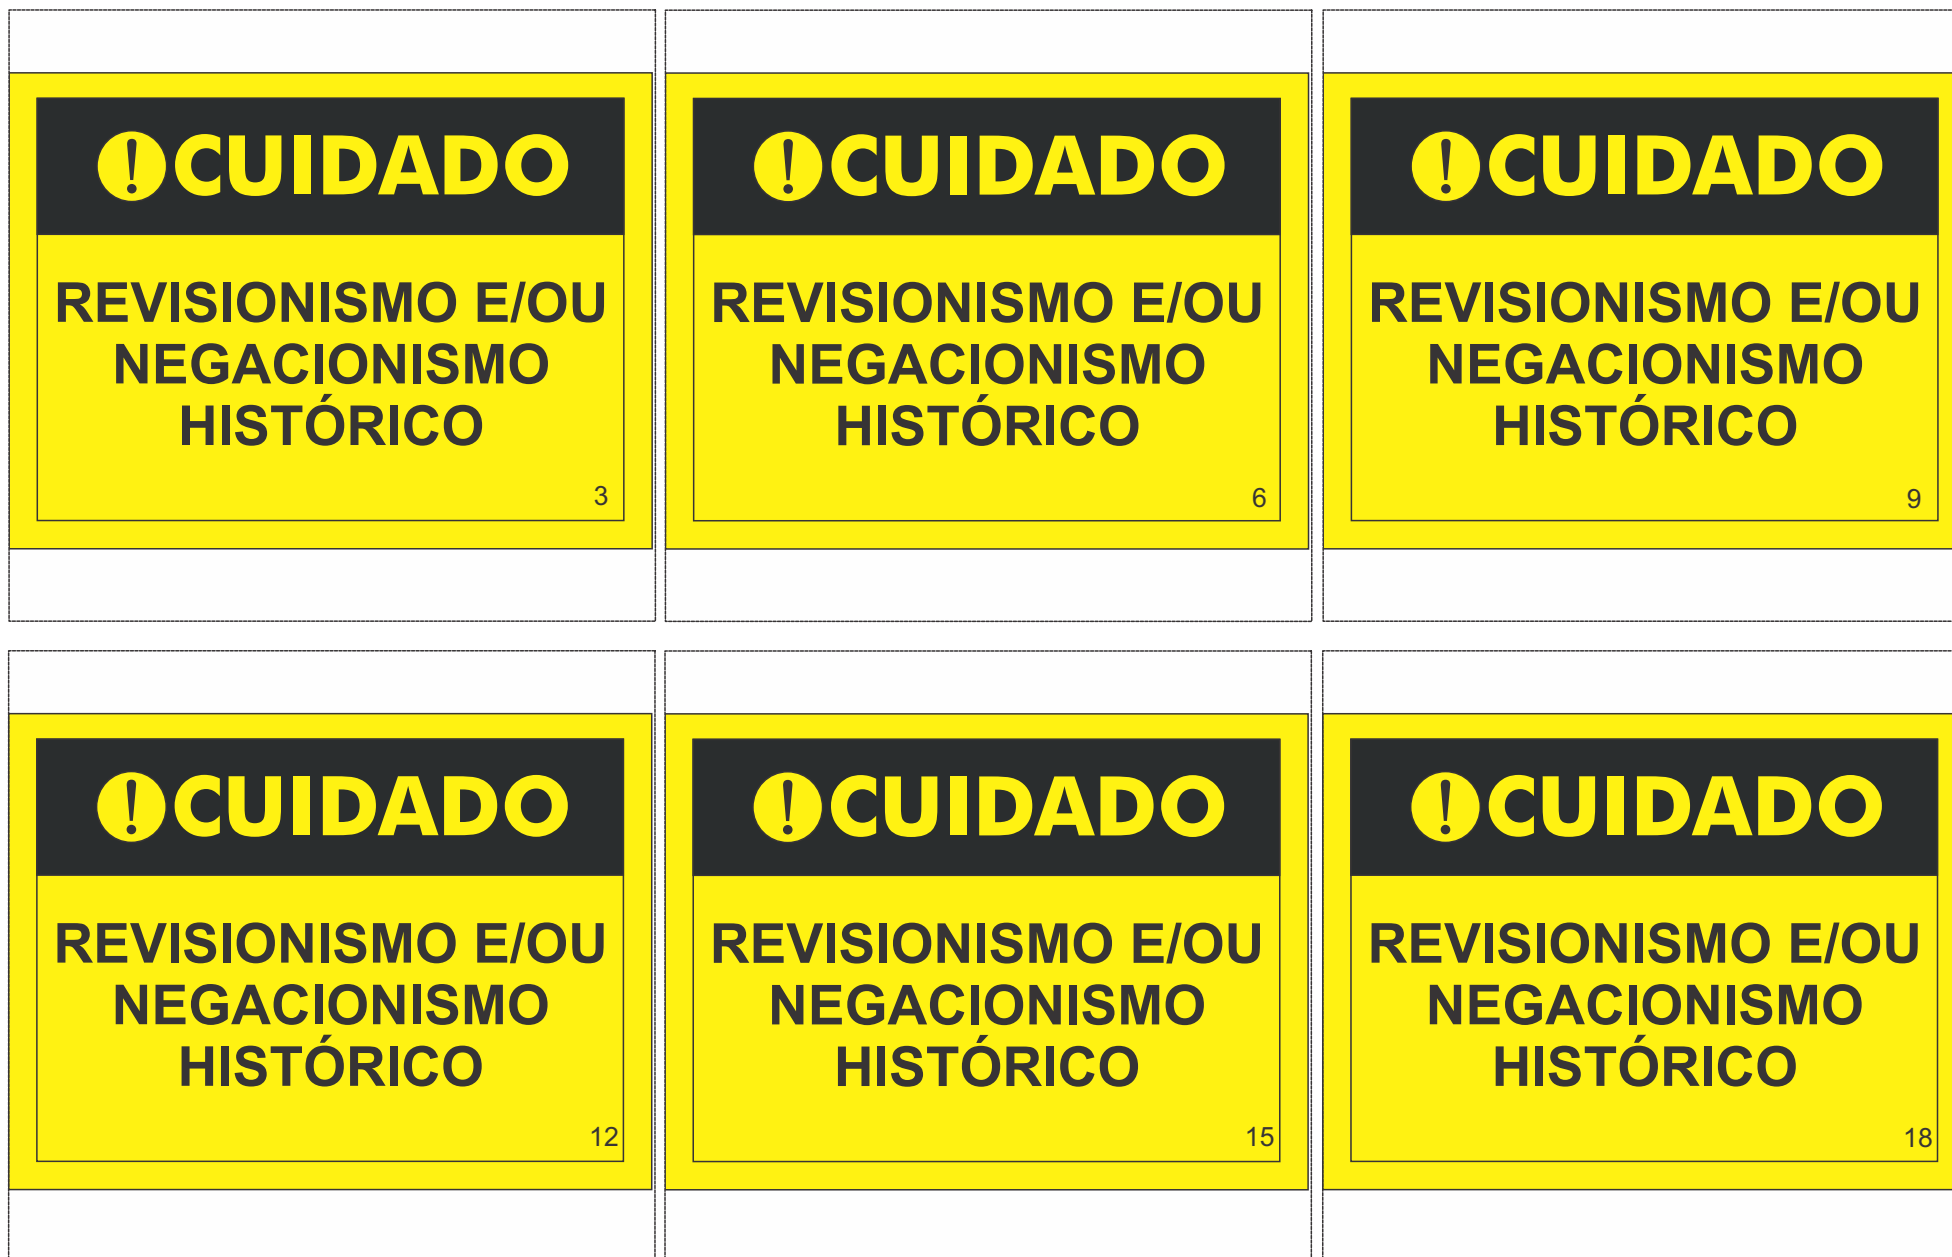 CUIDADO
REVISIONISMO E/OU
NEGACIONISMO
HISTÓRICO
3
CUIDADO
REVISIONISMO E/OU
NEGACIONISMO
HISTÓRICO
6
CUIDADO
REVISIONISMO E/OU
NEGACIONISMO
HISTÓRICO
9
CUIDADO
REVISIONISMO E/OU
NEGACIONISMO
HISTÓRICO
12
CUIDADO
REVISIONISMO E/OU
NEGACIONISMO
HISTÓRICO
15
CUIDADO
REVISIONISMO E/OU
NEGACIONISMO
HISTÓRICO
18